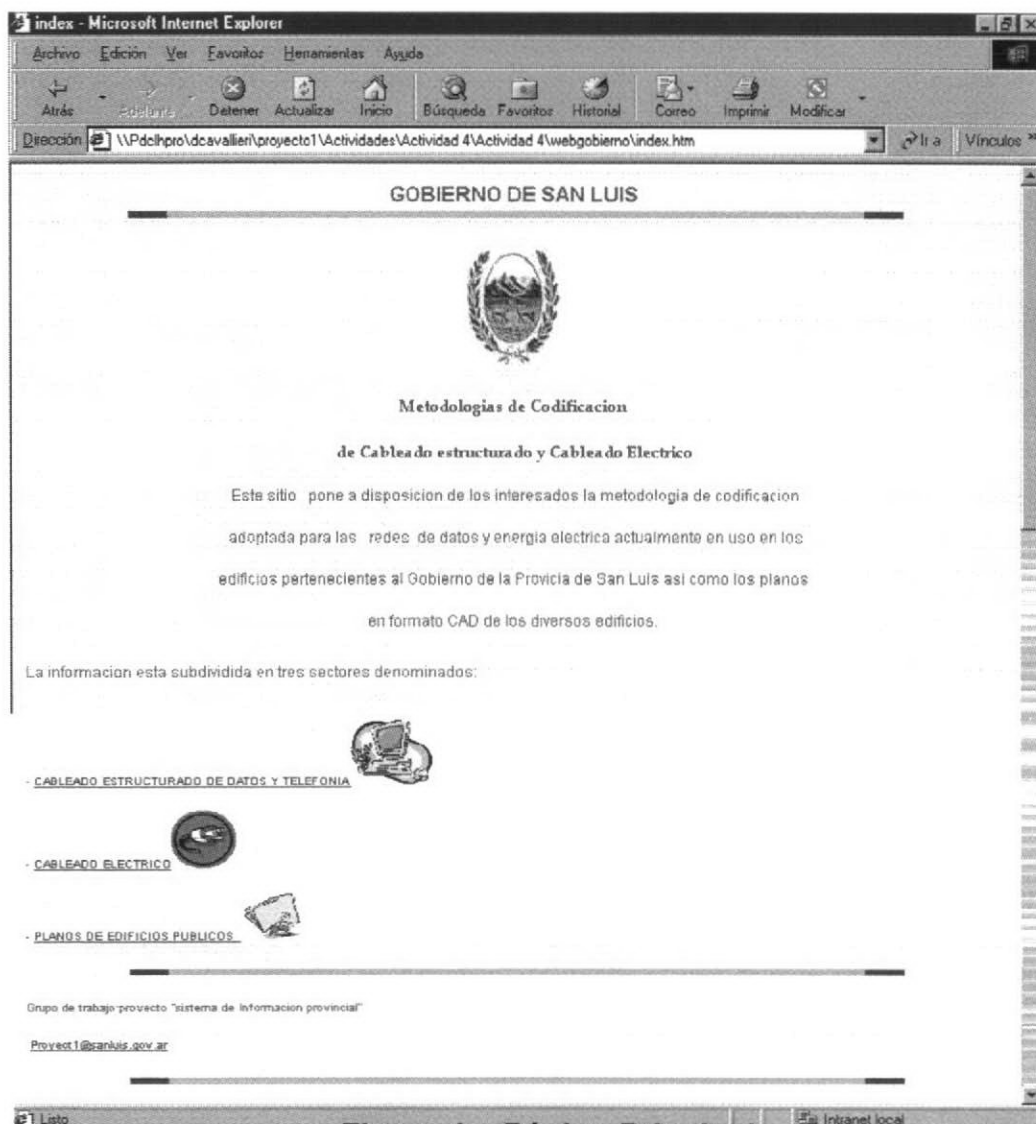 index - Microsoft Internet Explorer
Archivo Edición Ver Favoritos Herramientas Ayuda
Atrás Adelante Detener Actualizar Inicio Búsqueda Favoritos Historial Correo Imprimir Modificar
Dirección \\Pdclhpro\dcavallieri\proyecto1\Actividades\Actividad 4\Actividad 4\webgobierno\index.htm Ir a Vínculos »
GOBIERNO DE SAN LUIS
Metodologias de Codificacion
de Cableado estructurado y Cableado Electrico
Este sitio pone a disposicion de los interesados la metodologia de codificacion
adoptada para las redes de datos y energia electrica actualmente en uso en los
edificios pertenecientes al Gobierno de la Provicia de San Luis asi como los planos
en formato CAD de los diversos edificios.
La informacion esta subdividida en tres sectores denominados:
- CABLEADO ESTRUCTURADO DE DATOS Y TELEFONIA
- CABLEADO ELECTRICO
- PLANOS DE EDIFICIOS PUBLICOS
Grupo de trabajo proyecto "sistema de informacion provincial"
Proyect1@sanluis.gov.ar
Listo Intranet local